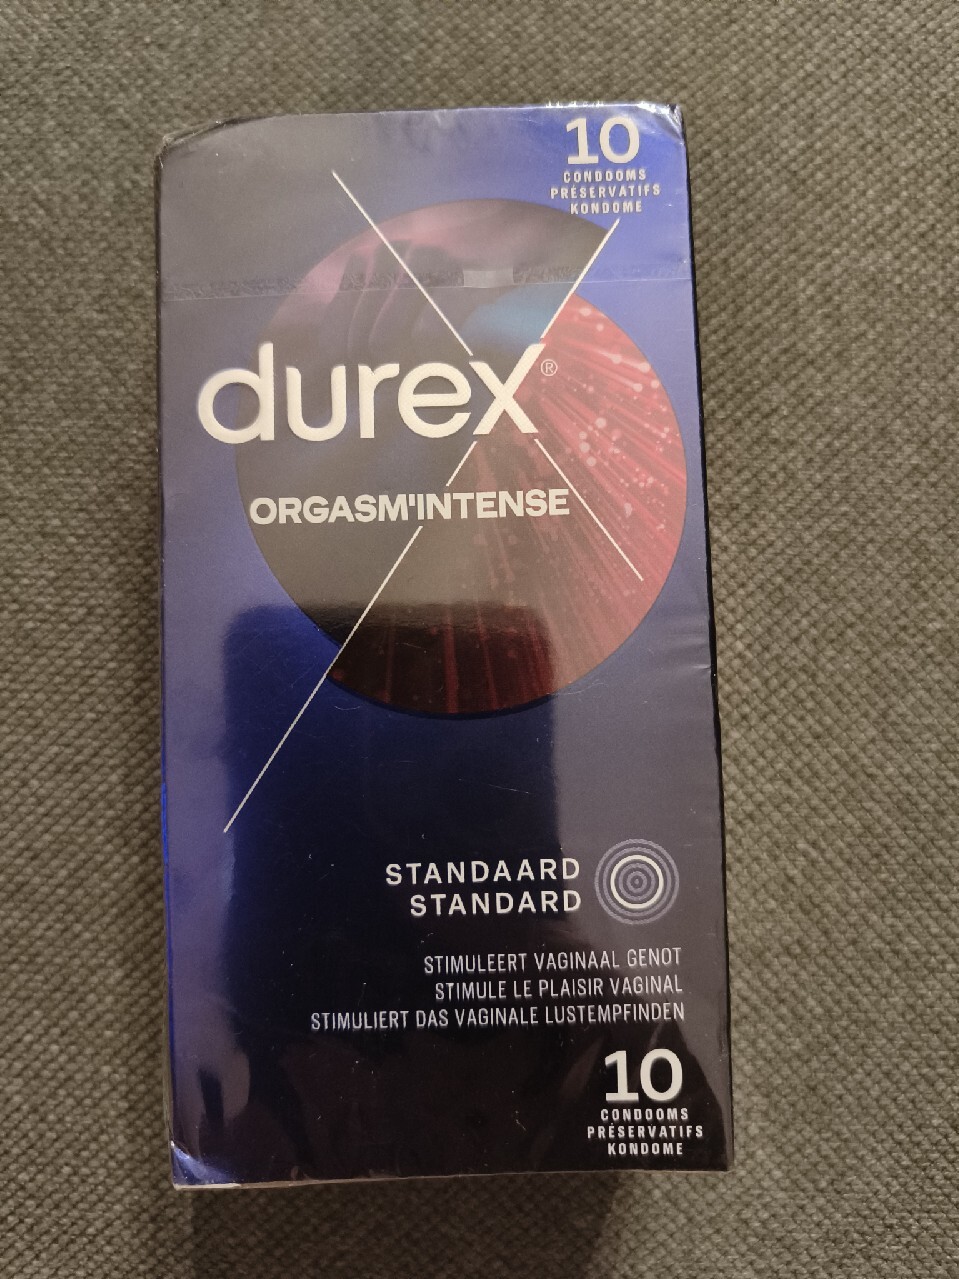 10
CONDOOMS
PRÉSERVATIFS
KONDOME
durex®
ORGASM'INTENSE
STANDAARD
STANDARD
STIMULEERT VAGINAAL GENOT
STIMULE LE PLAISIR VAGINAL
STIMULIERT DAS VAGINALE LUSTEMPFINDEN
10
CONDOOMS
PRÉSERVATIFS
KONDOME